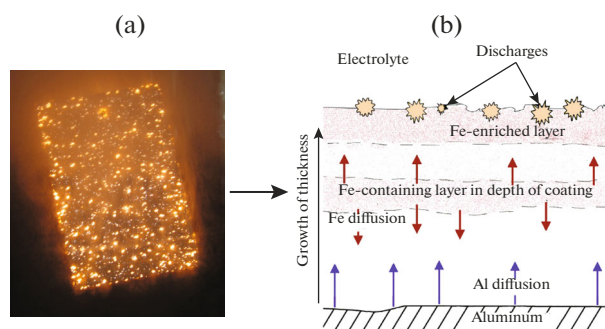 (a)
(b)
Electrolyte
Discharges
Fe-enriched layer
Fe-containing layer in depth of coating
Fe diffusion
Al diffusion
Aluminum
Growth of thickness